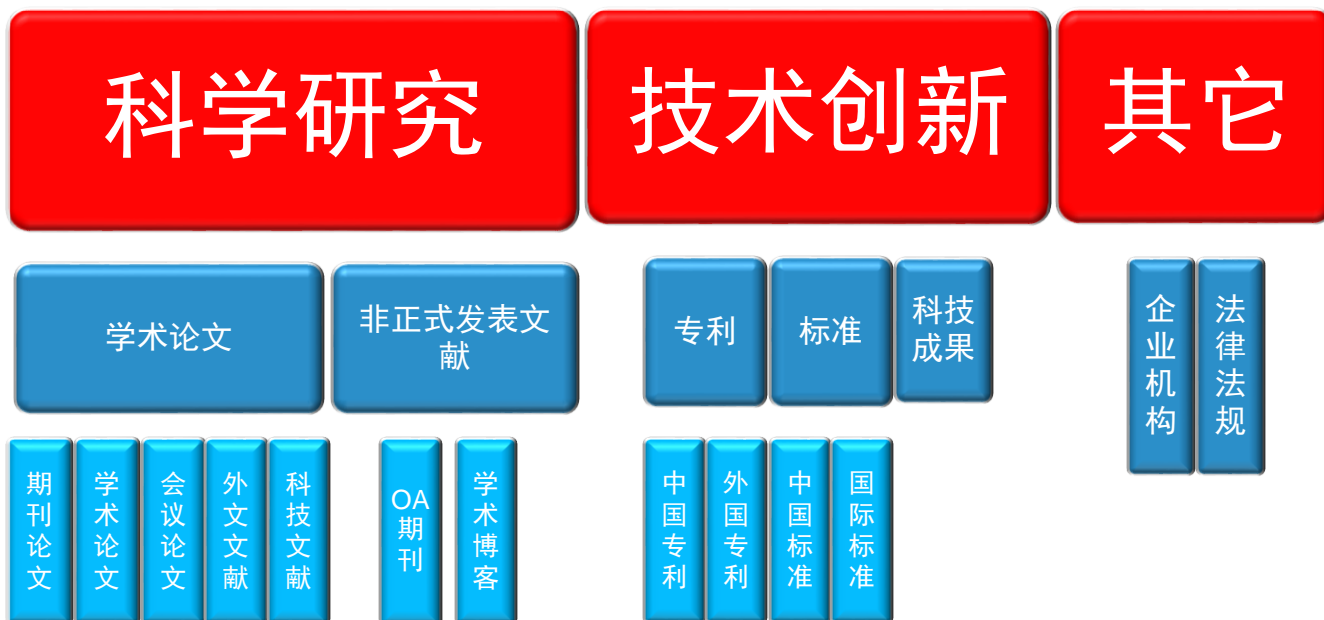 科学研究
技术创新
其它
学术论文
非正式发表文
献
专利
标准
科技
成果
企业机构
法律法规
期刊论文
学术论文
会议论文
外文文献
科技文献
OA期刊
学术博客
中国专利
外国专利
中国标准
国际标准